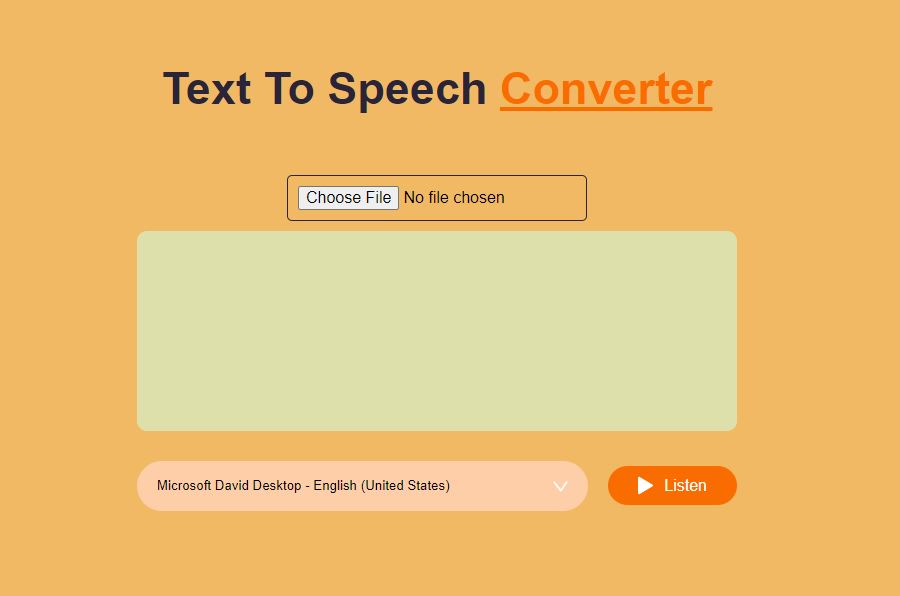 Text To Speech Converter
Choose File No file chosen
Microsoft David Desktop - English (United States)
Listen